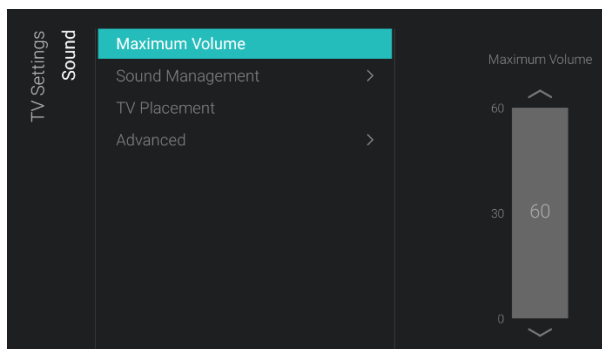 TV Settings
Sound
Maximum Volume
Sound Management
TV Placement
Advanced
Maximum Volume
60
30
60
0